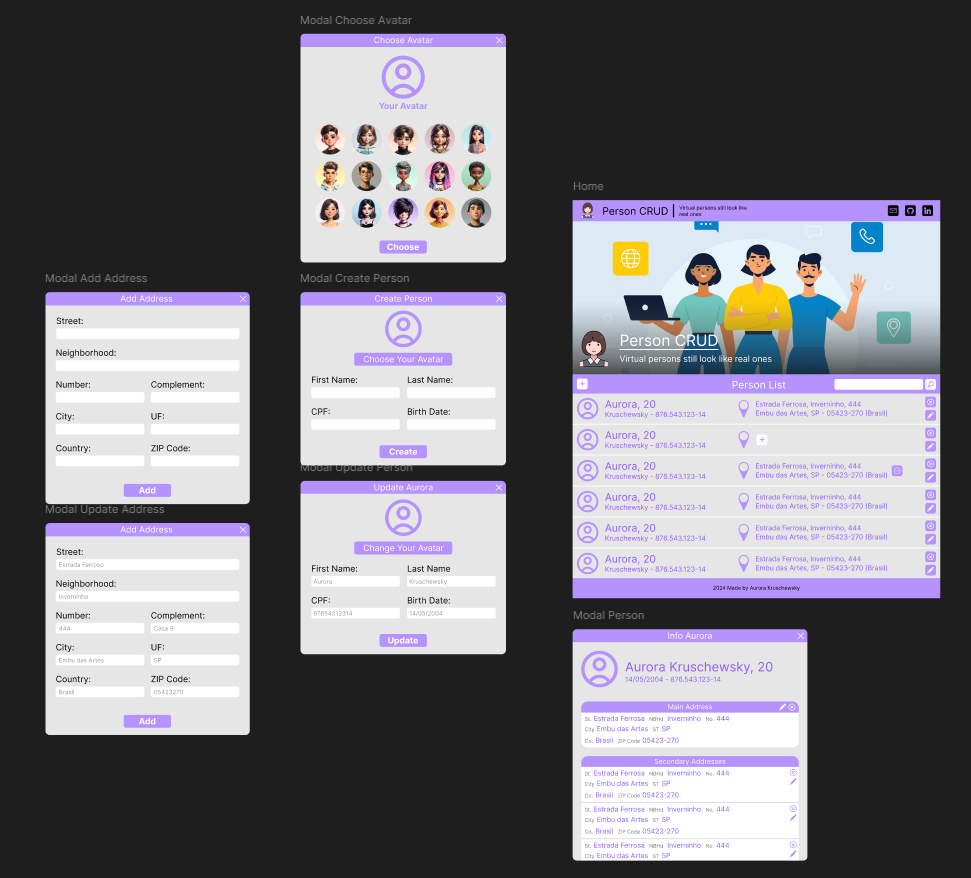 Modal Choose Avatar
Choose Avatar
Your Avatar
Choose
Modal Add Address
Add Address
Street:
Neighborhood:
Number: Complement:
City: UF:
Country: ZIP Code:
Add
Modal Update Address
Add Address
Street:
Estrada Ferroso
Neighborhood:
Inverninho
Number: Complement:
444 Casa 9
City: UF:
Embu das Artes SP
Country: ZIP Code:
Brasil 05423270
Add
Modal Create Person
Create Person
Choose Your Avatar
First Name: Last Name:
CPF: Birth Date:
Create
Modal Update Person
Update Aurora
Change Your Avatar
First Name: Last Name
Aurora Kruschewsky
CPF: Birth Date:
87654312314 14/05/2004
Update
Home
Person CRUD
Virtual persons still look like
real ones
in
Person CRUD
Virtual persons still look like real ones
Person List
Aurora, 20 Estrada Ferrosa, Inverninho, 444
Kruschewsky - 876.543.123-14 Embu das Artes, SP - 05423-270 (Brasil)
Aurora, 20
Kruschewsky - 876.543.123-14
Aurora, 20 Estrada Ferrosa, Inverninho, 444
Kruschewsky - 876.543.123-14 Embu das Artes, SP - 05423-270 (Brasil)
Aurora, 20 Estrada Ferrosa, Inverninho, 444
Kruschewsky - 876.543.123-14 Embu das Artes, SP - 05423-270 (Brasil)
Aurora, 20 Estrada Ferrosa, Inverninho, 444
Kruschewsky - 876.543.123-14 Embu das Artes, SP - 05423-270 (Brasil)
Aurora, 20 Estrada Ferrosa, Inverninho, 444
Kruschewsky - 876.543.123-14 Embu das Artes, SP - 05423-270 (Brasil)
2024 Made by Aurora Kruschewsky
Modal Person
Info Aurora
Aurora Kruschewsky, 20
14/05/2004 - 876.543.123-14
Main Address
St. Estrada Ferrosa NBHd Inverninho No. 444
City Embu das Artes ST SP
Co. Brasil ZIP Code 05423-270
Secondary Addresses
St. Estrada Ferrosa NBHd Inverninho No. 444
City Embu das Artes ST SP
Co. Brasil ZIP Code 05423-270
St. Estrada Ferrosa NBHd Inverninho No. 444
City Embu das Artes ST SP
Co. Brasil ZIP Code 05423-270
St. Estrada Ferrosa NBHd Inverninho No. 444
City Embu das Artes ST SP